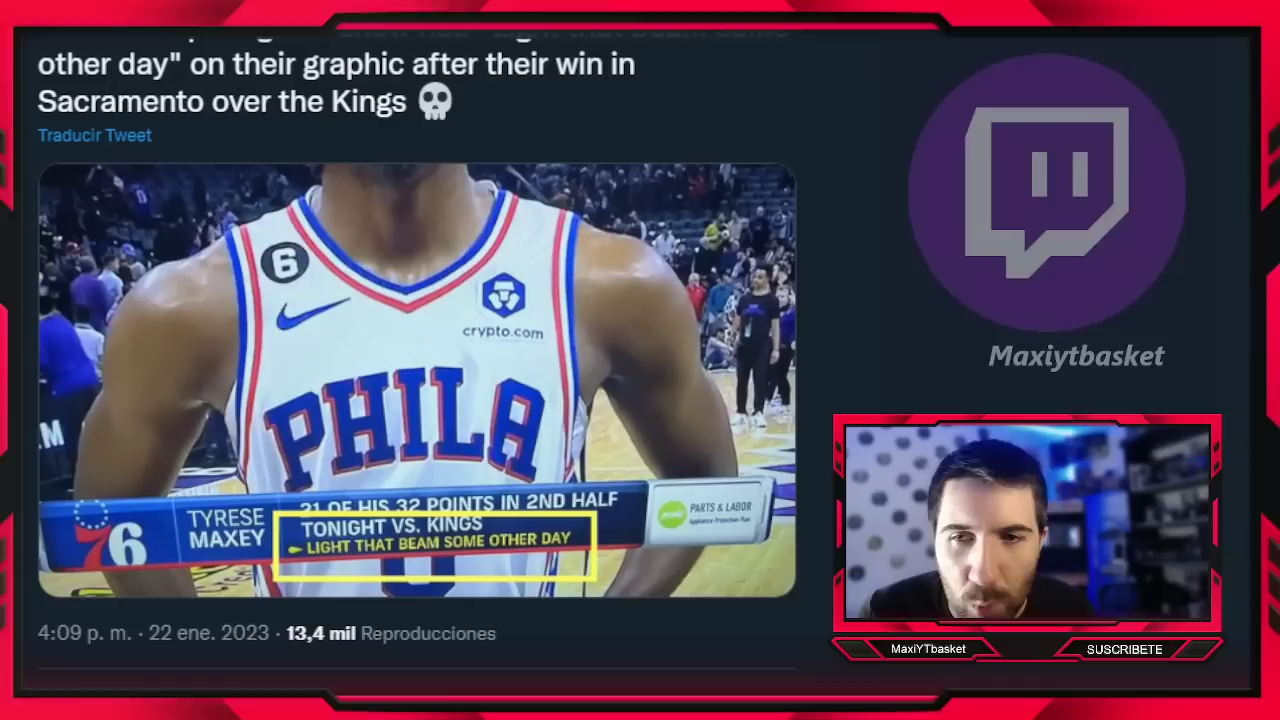 other day" on their graphic after their win in
Sacramento over the Kings 💀
Traducir Tweet
6
crypto.com
PHILA
76
TYRESE
MAXEY
21 OF HIS 32 POINTS IN 2ND HALF
TONIGHT VS. KINGS
LIGHT THAT BEAM SOME OTHER DAY
PARTS & LABOR
Appliance Protection Plan
4:09 p. m. · 22 ene. 2023 · 13,4 mil Reproducciones
Maxiytbasket
MaxiYTbasket
SUSCRIBETE